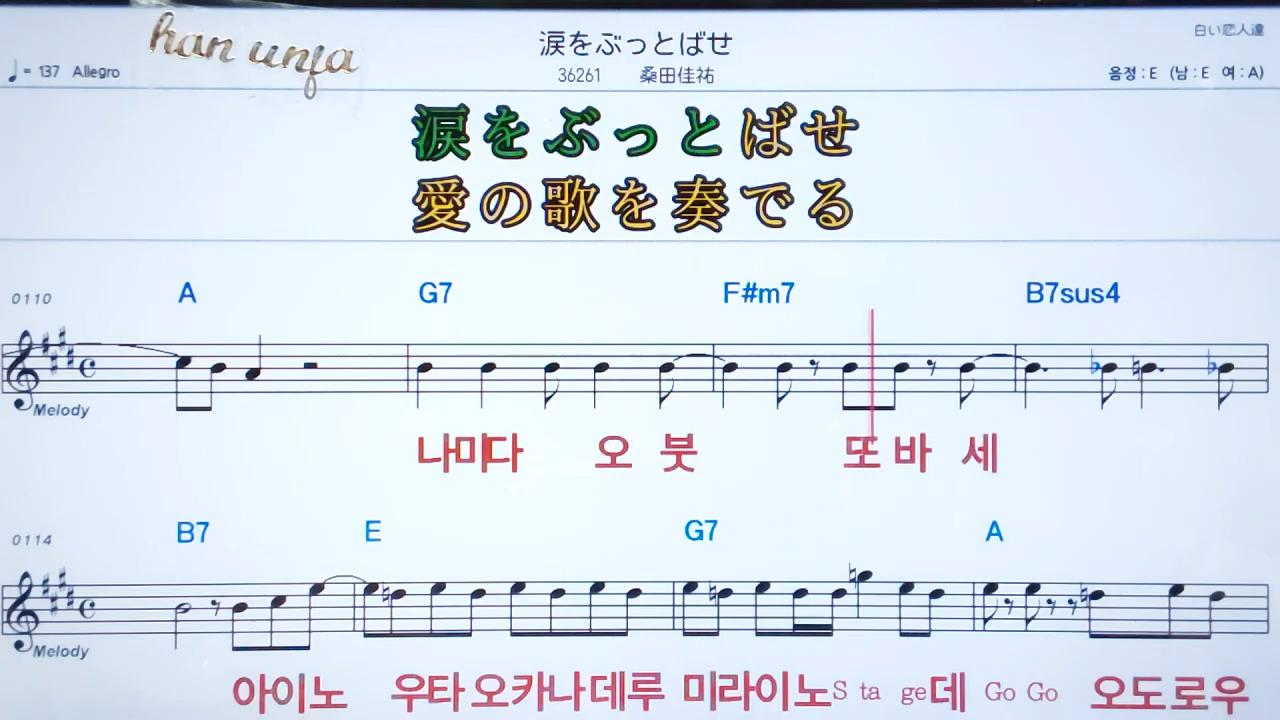 han unja
涙をぶっとばせ
白い恋人達
♩= 137 Allegro
36261 桑田佳祐
음정 : E (남 : E 여 : A)
涙をぶっとばせ
愛の歌を奏でる
0110 A G7 F#m7 B7sus4
Melody
나미다 오 붓 또 바 세
0114 B7 E G7 A
Melody
아이노 우타 오카나데루 미라이노 S ta ge데 Go Go 오도로우